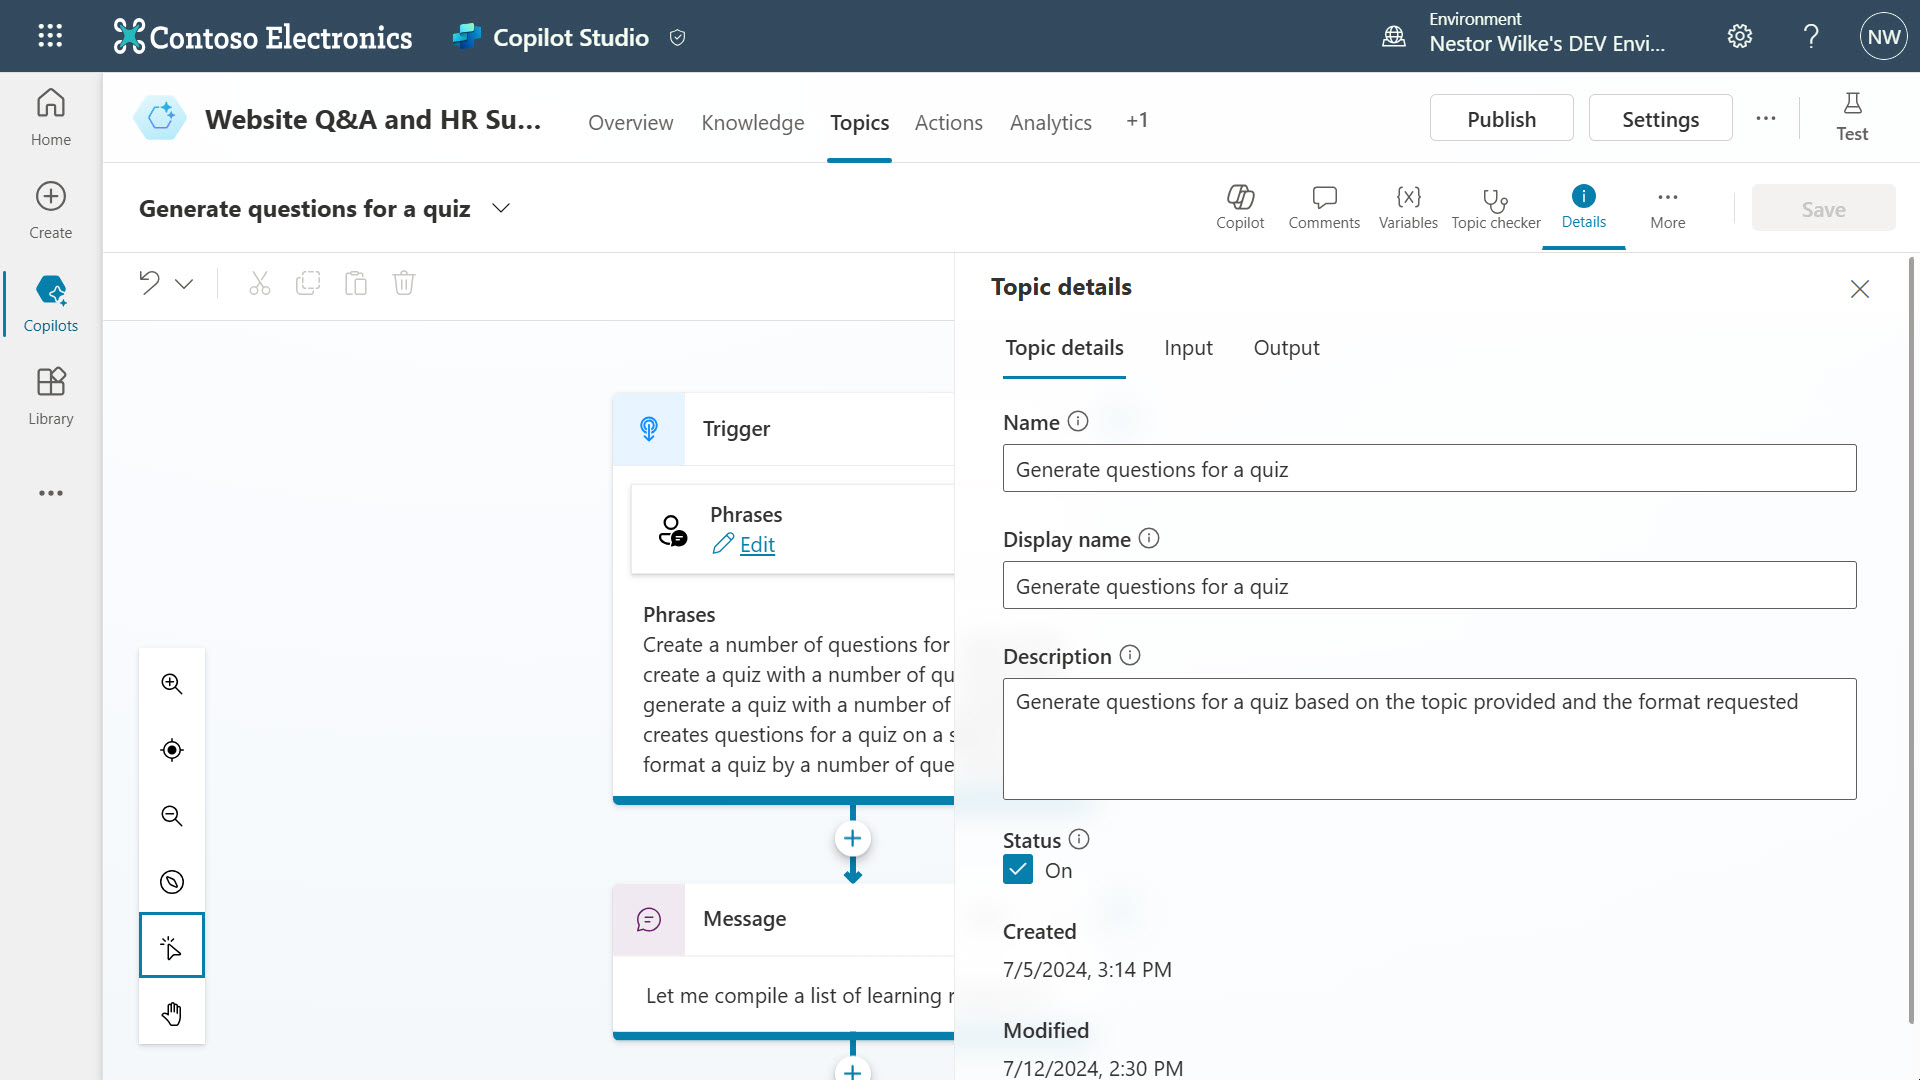 Contoso Electronics
Copilot Studio
Environment
Nestor Wilke's DEV Envi...
?
NW
Home
Create
Copilots
Library
Website Q&A and HR Su...
Overview
Knowledge
Topics
Actions
Analytics
+1
Publish
Settings
Test
Generate questions for a quiz
Copilot
Comments
Variables
Topic checker
Details
More
Save
Trigger
Phrases
Edit
Phrases
Create a number of questions for
create a quiz with a number of qu
generate a quiz with a number of
creates questions for a quiz on a s
format a quiz by a number of que
Message
Let me compile a list of learning r
Topic details
Topic details
Input
Output
Name
Generate questions for a quiz
Display name
Generate questions for a quiz
Description
Generate questions for a quiz based on the topic provided and the format requested
Status
On
Created
7/5/2024, 3:14 PM
Modified
7/12/2024, 2:30 PM